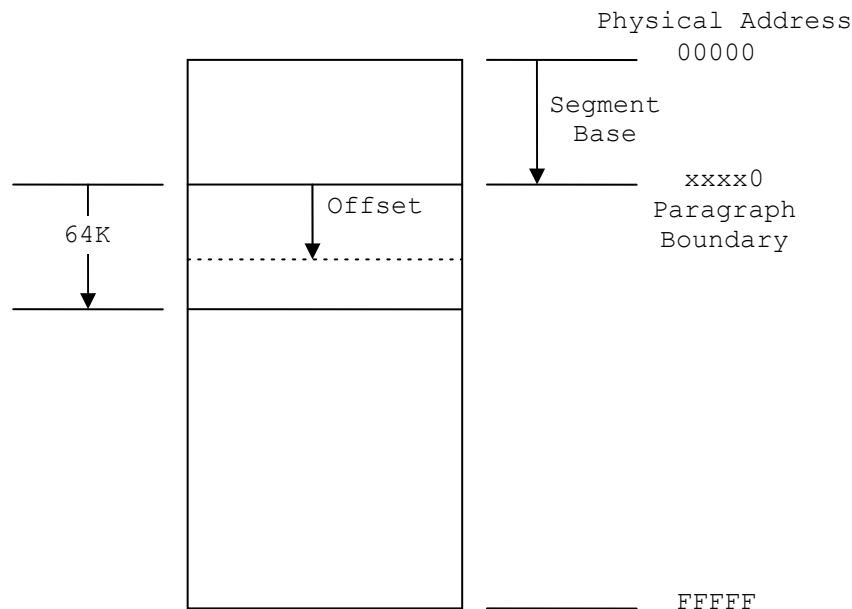 Physical Address
00000
Segment
Base
xxxx0
Paragraph
Boundary
Offset
64K
FFFFF